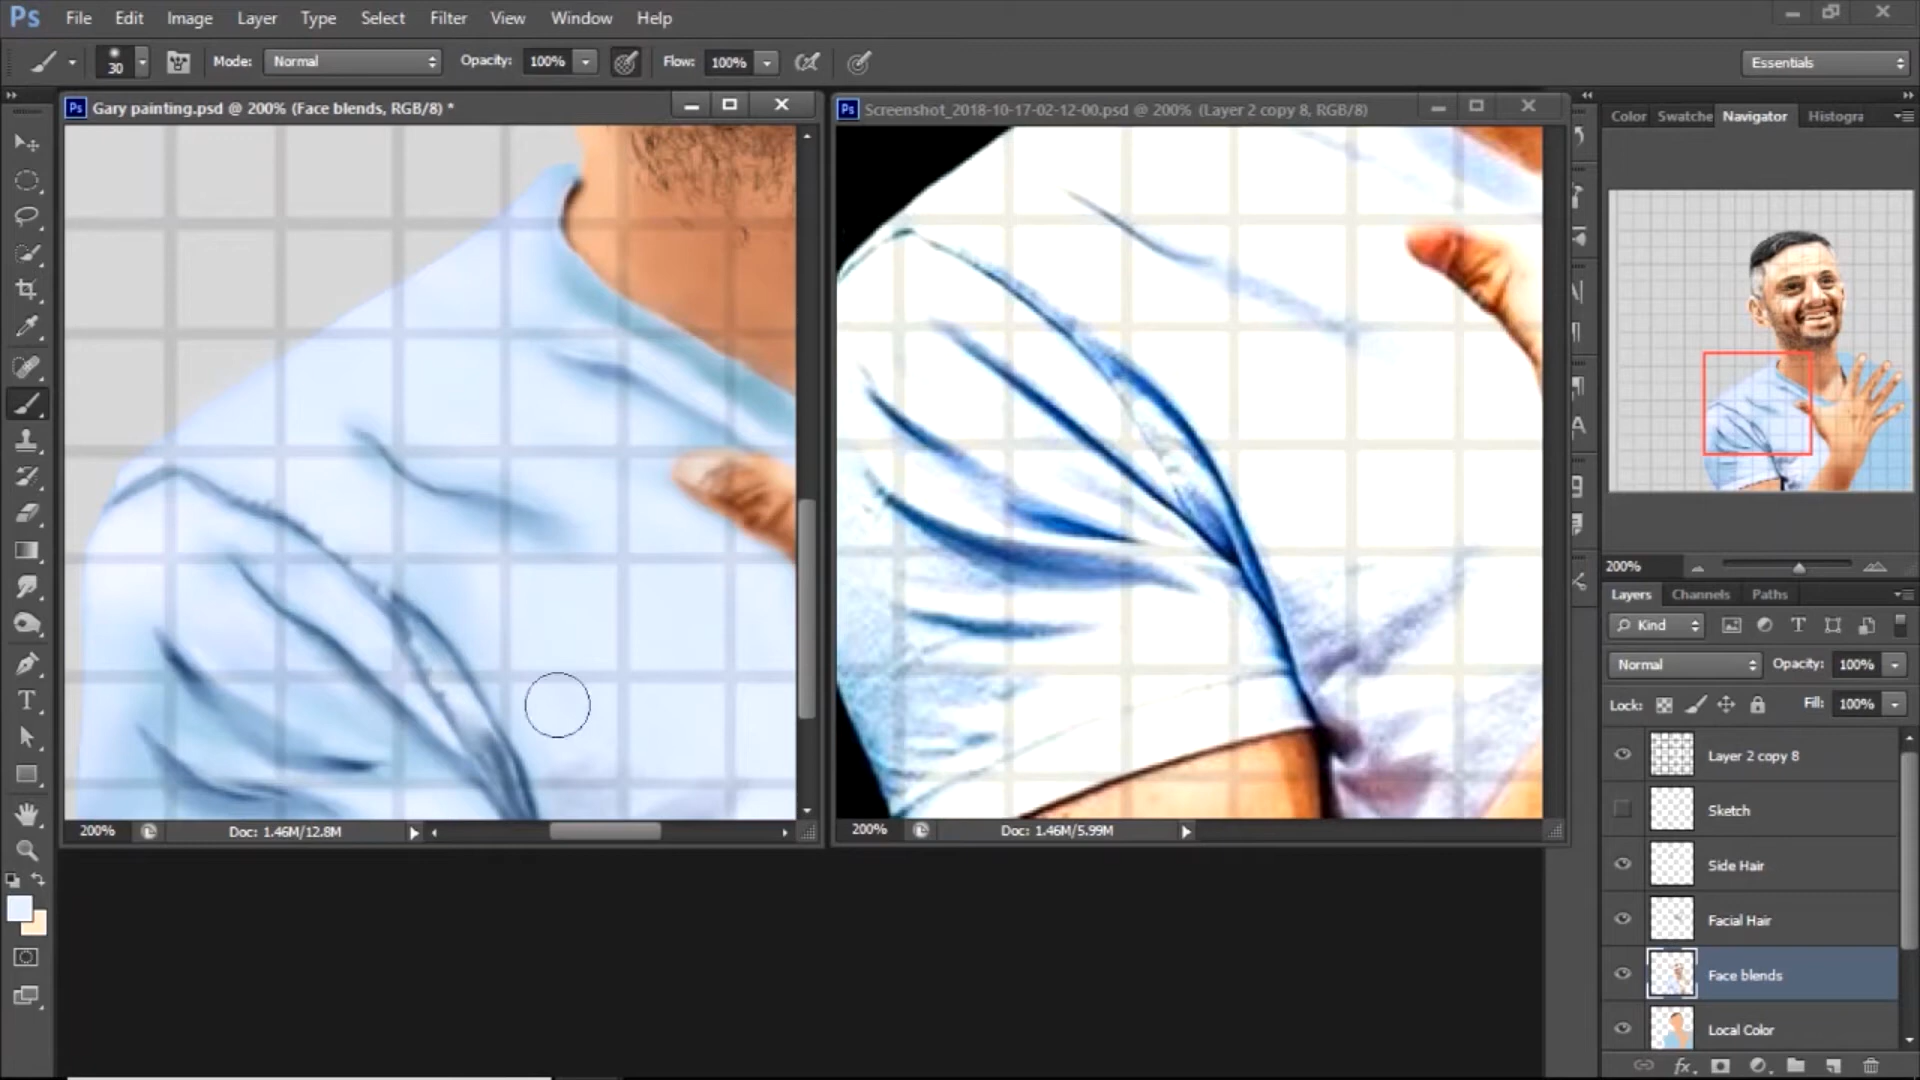 Ps File Edit Image Layer Type Select Filter View Window Help
30 Mode: Normal Opacity: 100% Flow: 100% Essentials
Ps Gary painting.psd @ 200% (Face blends, RGB/8) *
Ps Screenshot_2018-10-17-02-12-00.psd @ 200% (Layer 2 copy 8, RGB/8)
Color Swatche Navigator Histogra
200%
Layers Channels Paths
Kind
Normal Opacity: 100%
Lock: Fill: 100%
Layer 2 copy 8
Sketch
Side Hair
Facial Hair
Face blends
Local Color
200% Doc: 1.46M/12.8M
200% Doc: 1.46M/5.99M